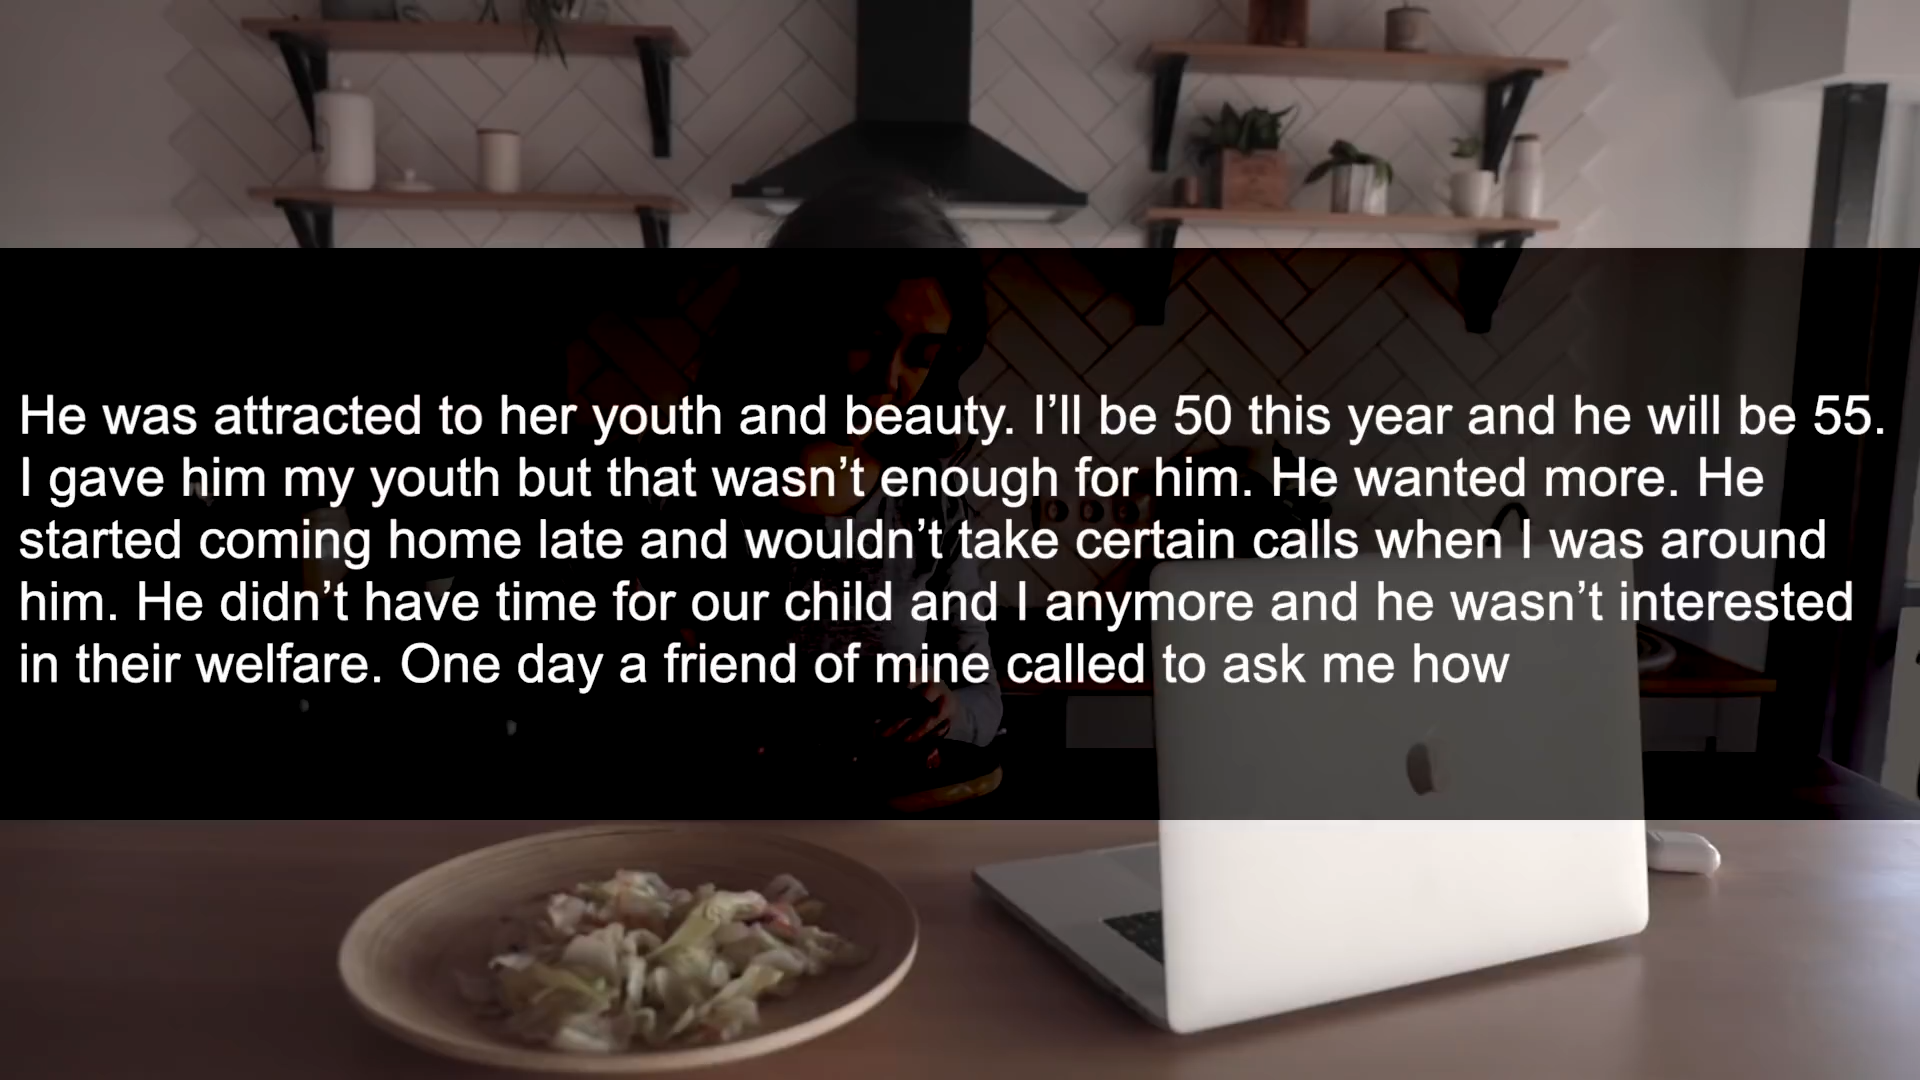 He was attracted to her youth and beauty. I’ll be 50 this year and he will be 55.
I gave him my youth but that wasn’t enough for him. He wanted more. He
started coming home late and wouldn’t take certain calls when I was around
him. He didn’t have time for our child and I anymore and he wasn’t interested
in their welfare. One day a friend of mine called to ask me how